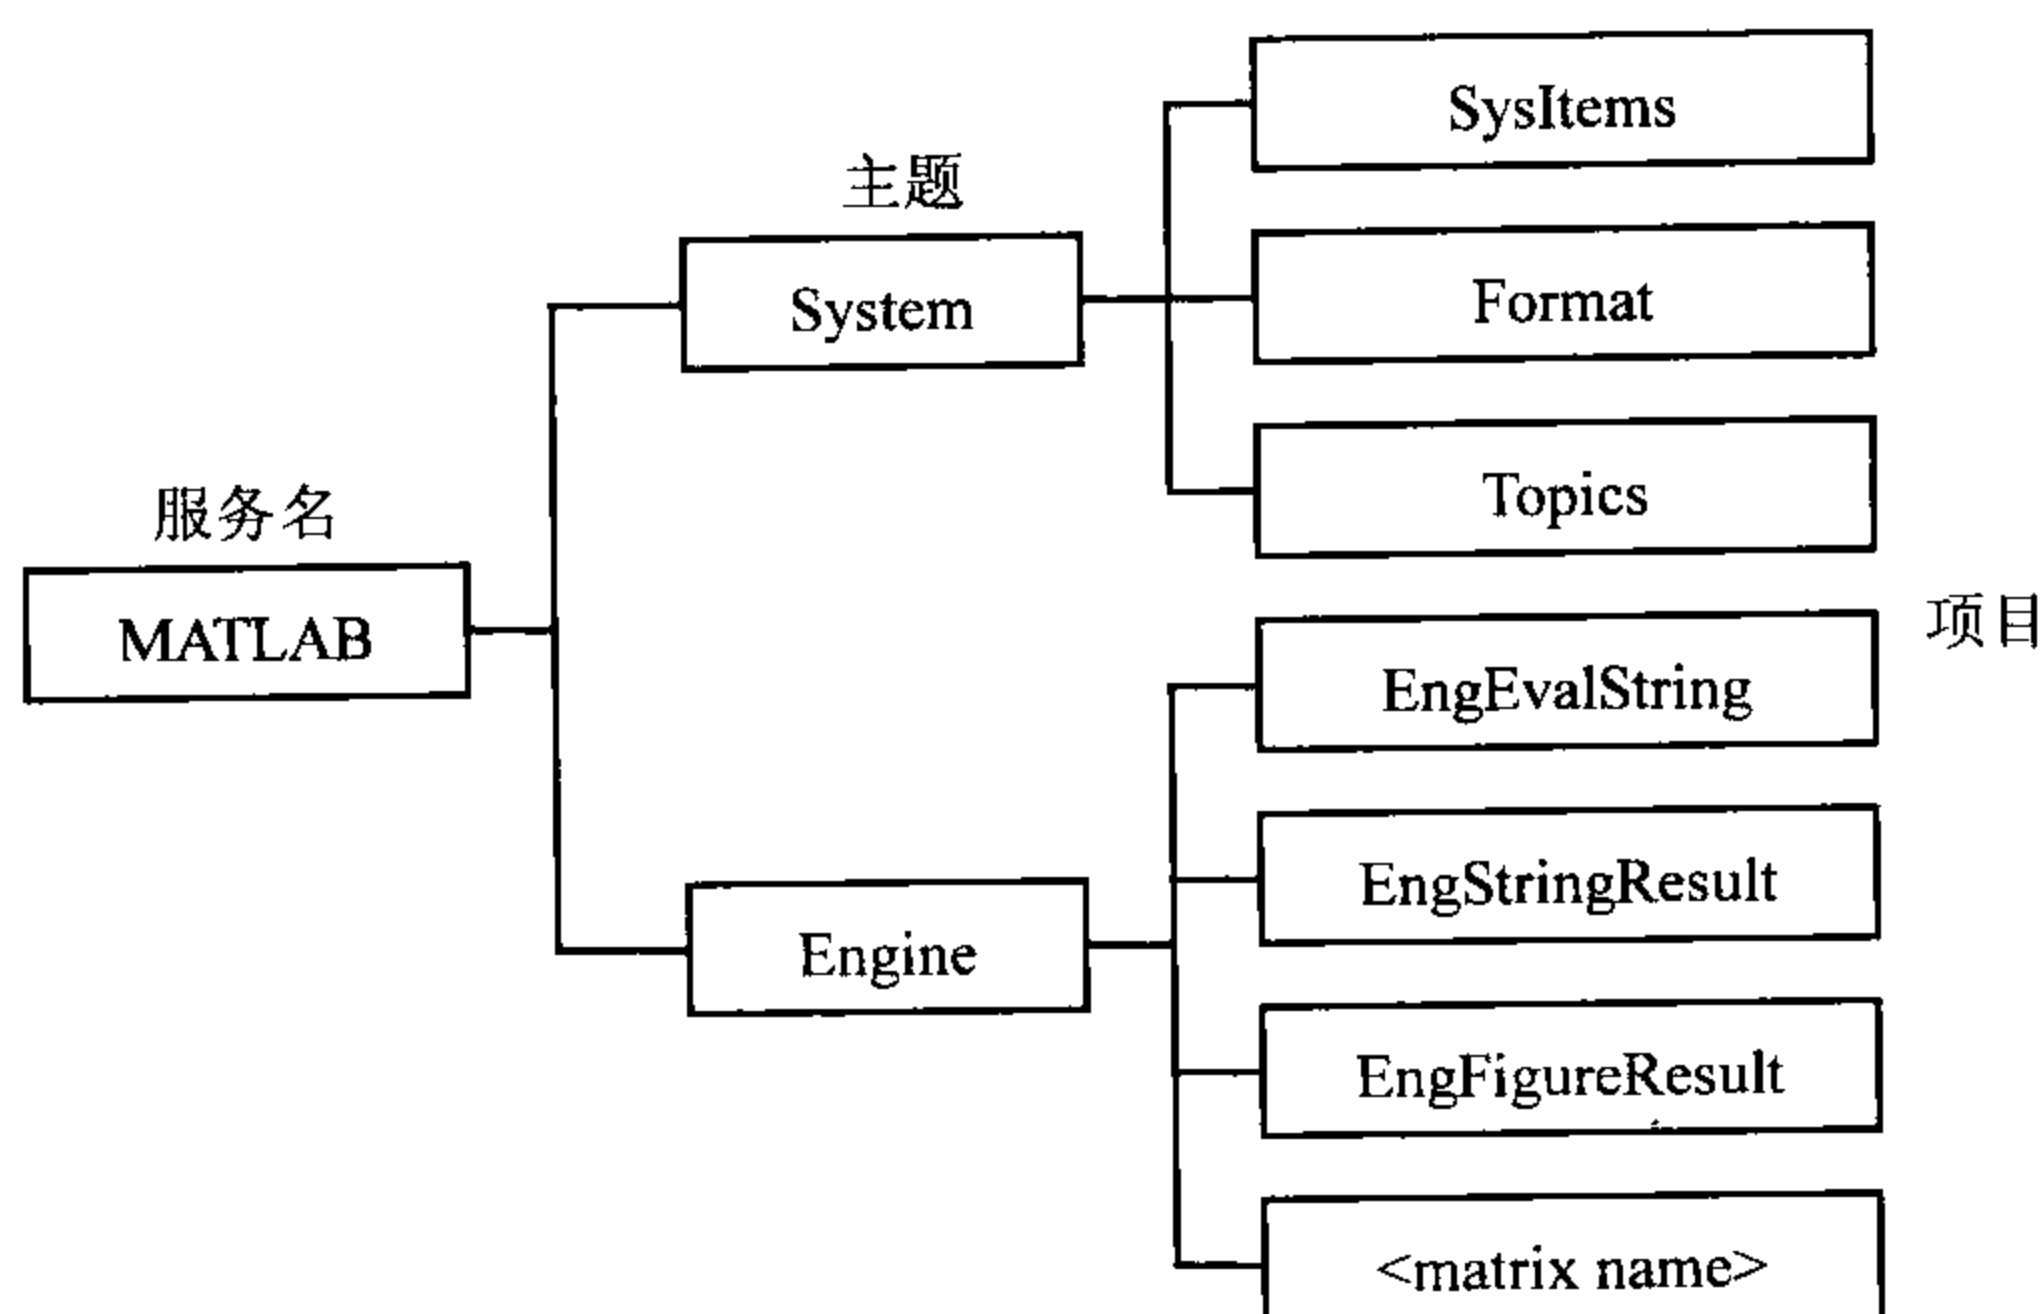 SysItems
主题
System
Format
Topics
服务名
MATLAB
项目
EngEvalString
EngStringResult
Engine
EngFigureResult
<matrix name>